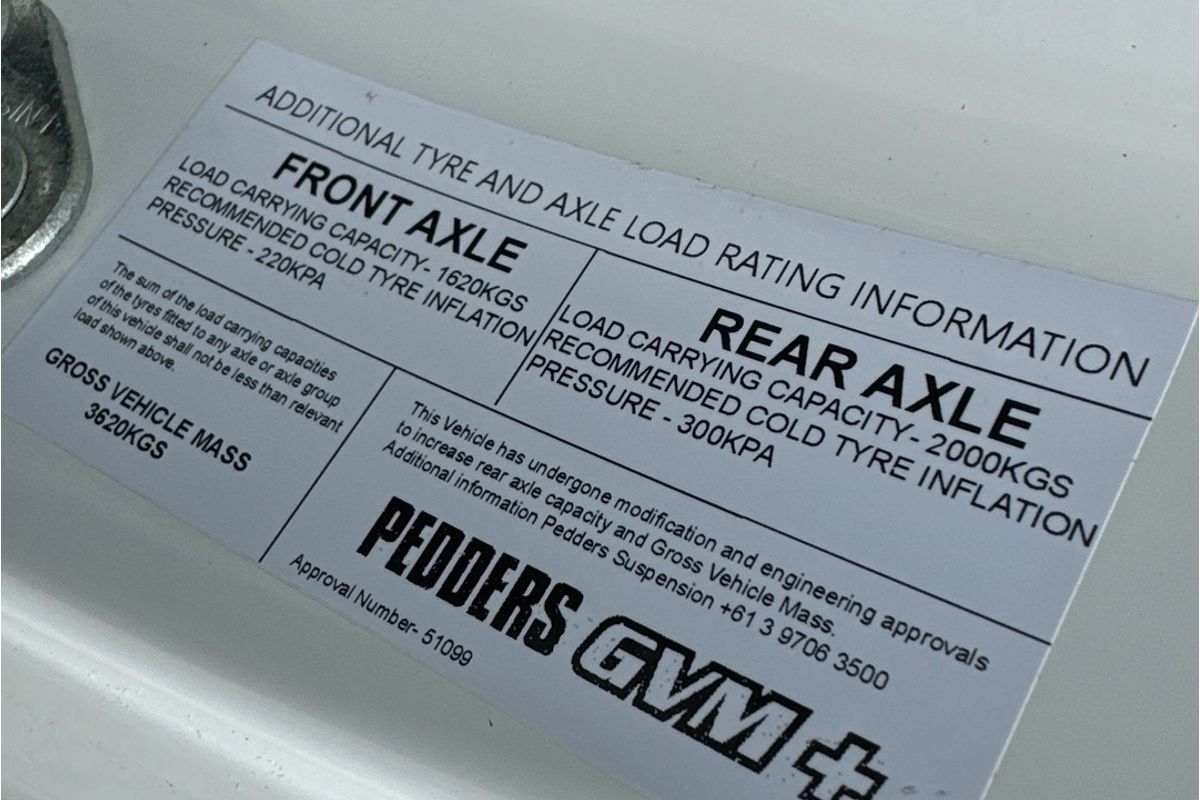 ADDITIONAL TYRE AND AXLE LOAD RATING INFORMATION
FRONT AXLE
LOAD CARRYING CAPACITY- 1620KGS
RECOMMENDED COLD TYRE INFLATION
PRESSURE - 220KPA
REAR AXLE
LOAD CARRYING CAPACITY- 2000KGS
RECOMMENDED COLD TYRE INFLATION
PRESSURE - 300KPA
The sum of the load carrying capacities
of the tyres fitted to any axle or axle group
of this vehicle shall not be less than relevant
load shown above.
GROSS VEHICLE MASS
3620KGS
This Vehicle has undergone modification and engineering approvals
to increase rear axle capacity and Gross Vehicle Mass.
Additional information Pedders Suspension +61 3 9706 3500
PEDDERS GVM+
Approval Number- 51099